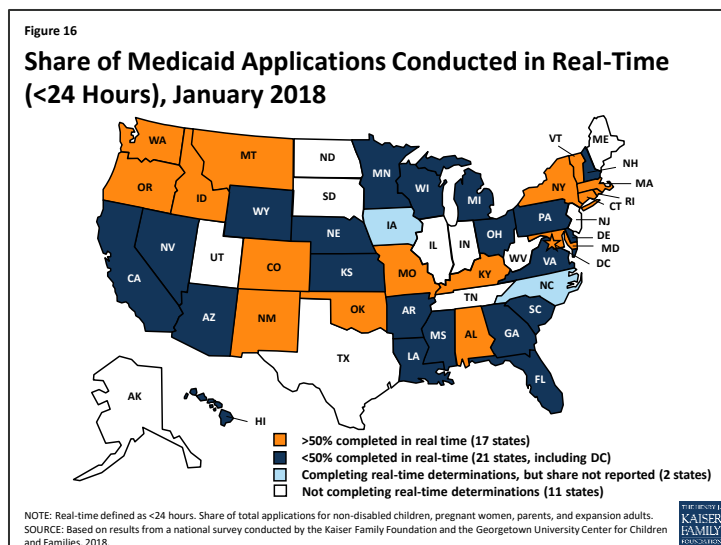 Figure 16
Share of Medicaid Applications Conducted in Real-Time
(<24 Hours), January 2018
WA
MT
ND
OR
ID
SD
WY
MN
WI
MI
VT
ME
NH
NY
MA
RI
CT
NJ
PA
DE
MD
DC
NV
UT
CA
CO
NE
IA
KS
IL
IN
OH
WV
VA
MO
KY
NC
TN
AZ
NM
OK
AR
SC
MS
AL
GA
TX
LA
FL
AK
HI
>50% completed in real time (17 states)
<50% completed in real-time (21 states, including DC)
Completing real-time determinations, but share not reported (2 states)
Not completing real-time determinations (11 states)
NOTE: Real-time defined as <24 hours. Share of total applications for non-disabled children, pregnant women, parents, and expansion adults.
SOURCE: Based on results from a national survey conducted by the Kaiser Family Foundation and the Georgetown University Center for Children
and Families, 2018.
THE HENRY J.
KAISER
FAMILY
FOUNDATION